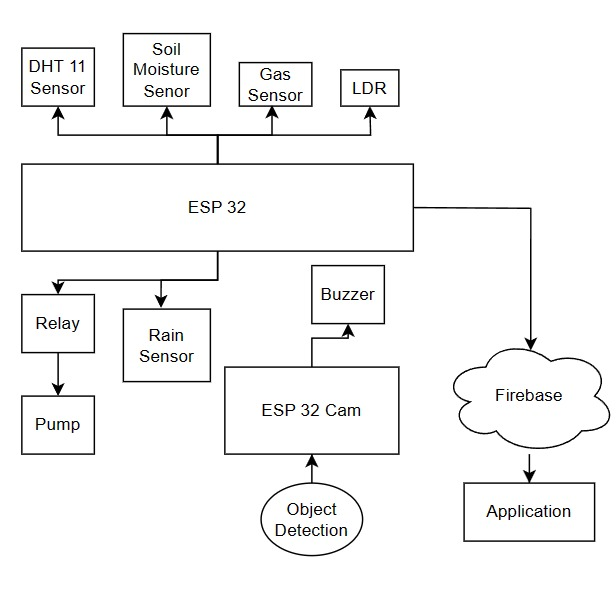 DHT 11
Sensor
Soil
Moisture
Senor
Gas
Sensor
LDR
ESP 32
Relay
Rain
Sensor
Buzzer
Pump
ESP 32 Cam
Firebase
Object
Detection
Application